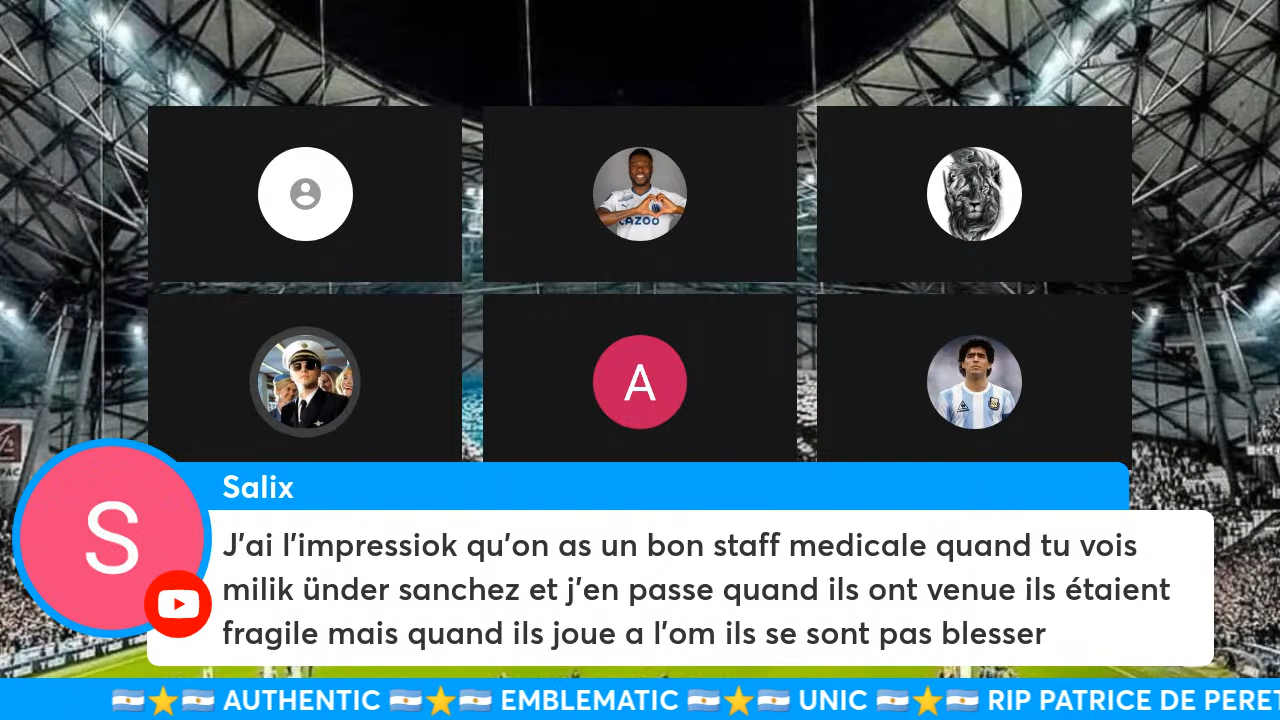 CAZOO
A
Salix
S
J'ai l'impressiok qu'on as un bon staff medicale quand tu vois
milik ünder sanchez et j'en passe quand ils ont venue ils étaient
fragile mais quand ils joue a l'om ils se sont pas blesser
AUTHENTIC EMBLEMATIC UNIC RIP PATRICE DE PERET